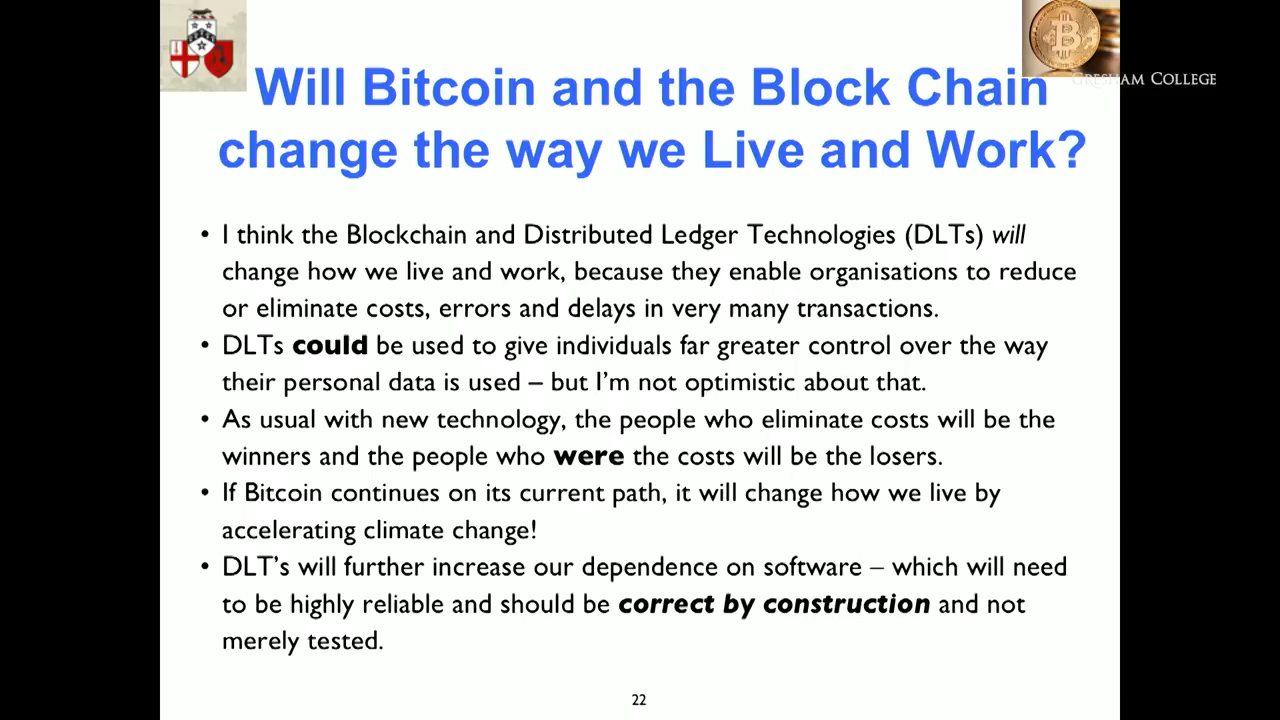 GRESHAM COLLEGE
Will Bitcoin and the Block Chain
change the way we Live and Work?
• I think the Blockchain and Distributed Ledger Technologies (DLTs) will
change how we live and work, because they enable organisations to reduce
or eliminate costs, errors and delays in very many transactions.
• DLTs could be used to give individuals far greater control over the way
their personal data is used – but I'm not optimistic about that.
• As usual with new technology, the people who eliminate costs will be the
winners and the people who were the costs will be the losers.
• If Bitcoin continues on its current path, it will change how we live by
accelerating climate change!
• DLT's will further increase our dependence on software – which will need
to be highly reliable and should be correct by construction and not
merely tested.
22